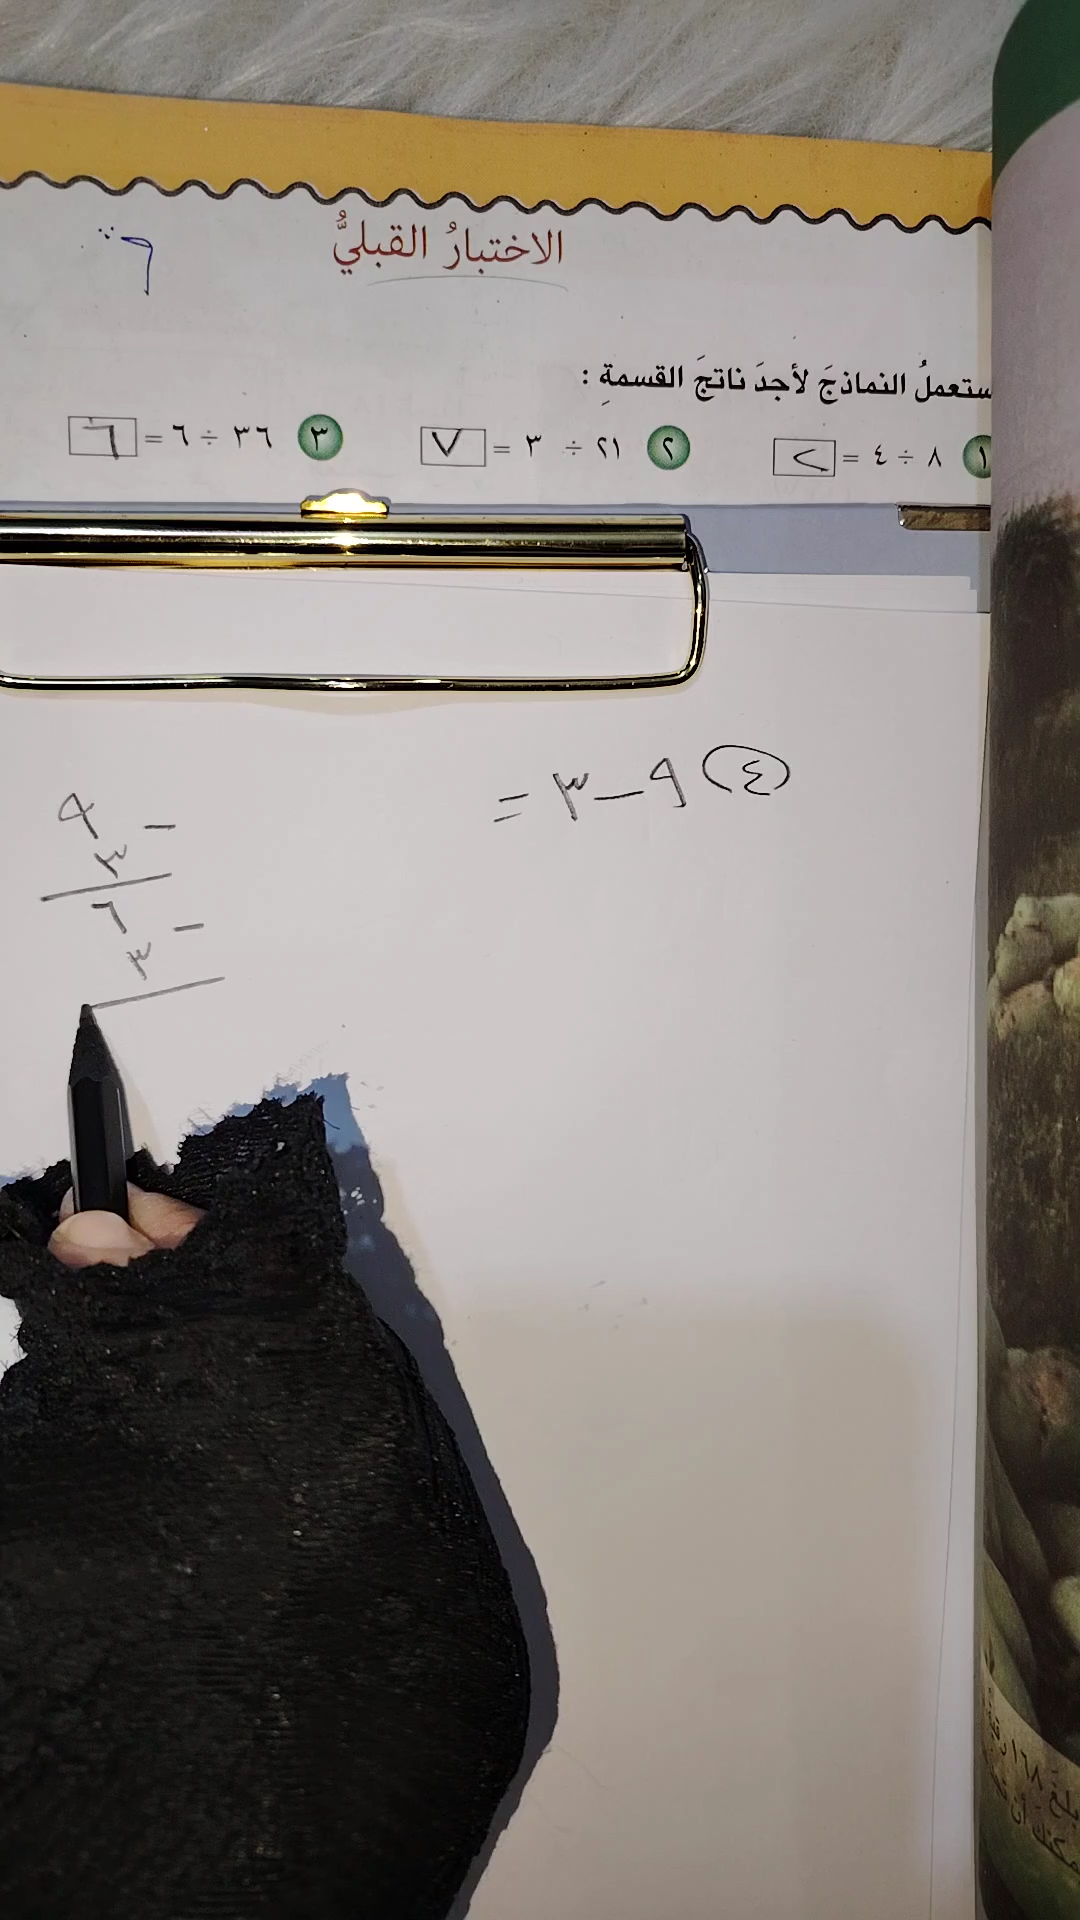 الاختبارُ القبليُّ
ستعملُ النماذجَ لأجدَ ناتجَ القسمةِ :
١ ٨ ÷ ٤ = ٢
٢ ٢١ ÷ ٣ = ٧
٣ ٣٦ ÷ ٦ = ٦
٤ ٩ – ٣ =
٩ –
٣
٦ –
٣